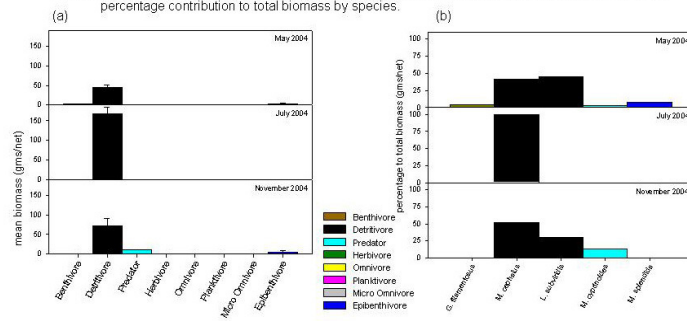 percentage contribution to total biomass by species.
(a)
(b)
May 2004
July 2004
November 2004
150
100
50
0
150
100
50
0
150
100
50
0
mean biomass (gms/net)
Benthivore
Detritivore
Predator
Herbivore
Omnivore
Planktivore
Micro Omnivore
Epibenthivore
Benthivore
Detritivore
Predator
Herbivore
Omnivore
Planktivore
Micro Omnivore
Epibenthivore
May 2004
July 2004
November 2004
100
75
50
25
0
100
75
50
25
0
100
75
50
25
0
percentage to total biomass (gms/net)
G. filamentosus
M. cephalus
L. subviridis
M. cyprinoides
M. splendida